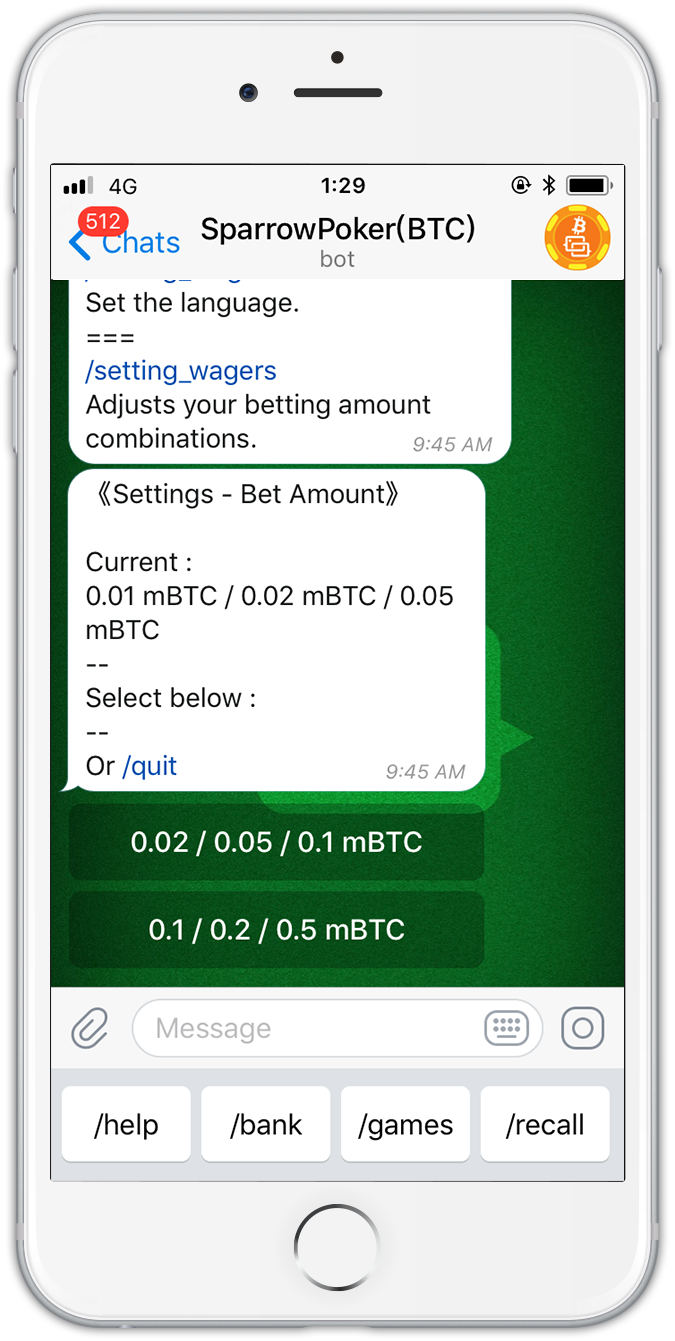 4G 1:29
512
Chats
SparrowPoker(BTC)
bot
Set the language.
===
/setting_wagers
Adjusts your betting amount
combinations.
9:45 AM
《Settings - Bet Amount》
Current :
0.01 mBTC / 0.02 mBTC / 0.05
mBTC
--
Select below :
--
Or /quit
9:45 AM
0.02 / 0.05 / 0.1 mBTC
0.1 / 0.2 / 0.5 mBTC
Message
/help /bank /games /recall